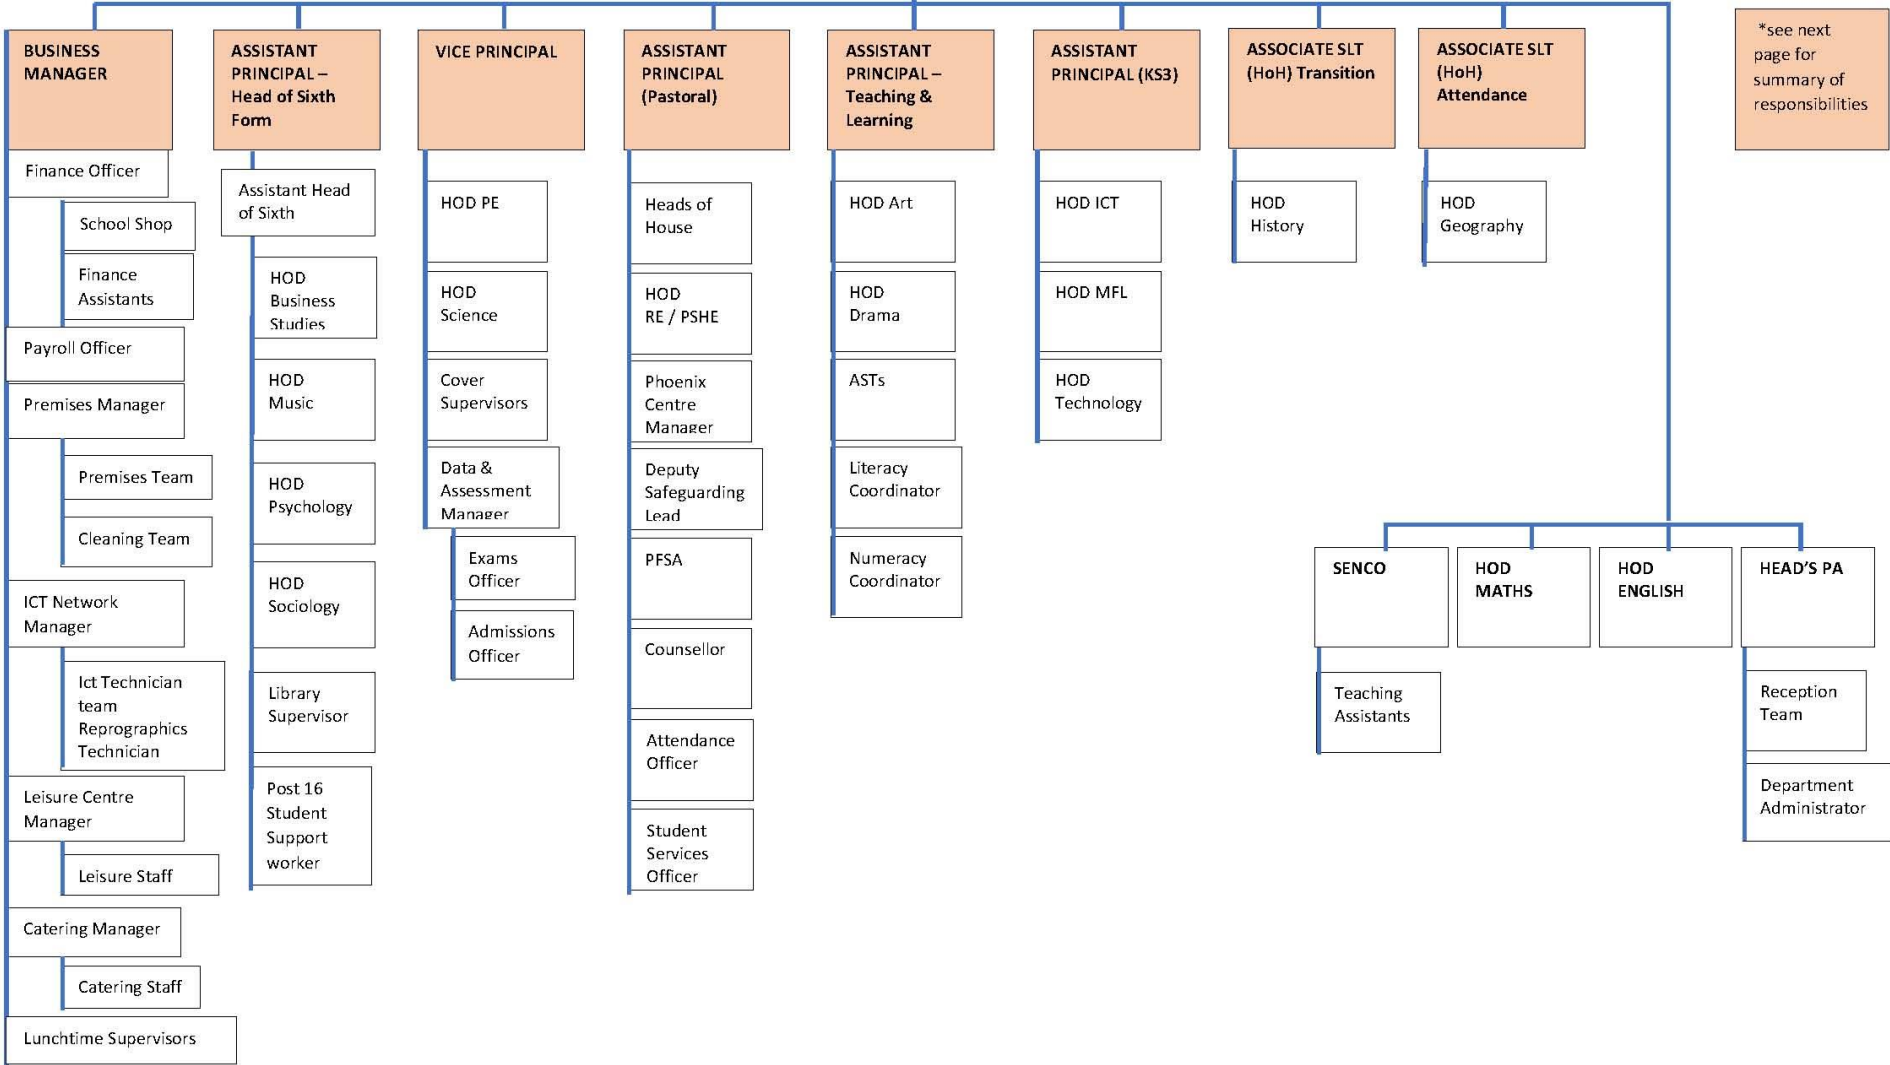 BUSINESS
MANAGER
ASSISTANT
PRINCIPAL –
Head of Sixth
Form
VICE PRINCIPAL
ASSISTANT
PRINCIPAL
(Pastoral)
ASSISTANT
PRINCIPAL –
Teaching &
Learning
ASSISTANT
PRINCIPAL (KS3)
ASSOCIATE SLT
(HoH) Transition
ASSOCIATE SLT
(HoH)
Attendance
*see next
page for
summary of
responsibilities
Finance Officer
School Shop
Finance
Assistants
Payroll Officer
Premises Manager
Premises Team
Cleaning Team
ICT Network
Manager
Ict Technician
team
Reprographics
Technician
Leisure Centre
Manager
Leisure Staff
Catering Manager
Catering Staff
Lunchtime Supervisors
Assistant Head
of Sixth
HOD
Business
Studies
HOD
Music
HOD
Psychology
HOD
Sociology
Library
Supervisor
Post 16
Student
Support
worker
HOD PE
HOD
Science
Cover
Supervisors
Data &
Assessment
Manager
Exams
Officer
Admissions
Officer
Heads of
House
HOD
RE / PSHE
Phoenix
Centre
Manager
Deputy
Safeguarding
Lead
PFSA
Counsellor
Attendance
Officer
Student
Services
Officer
HOD Art
HOD
Drama
ASTs
Literacy
Coordinator
Numeracy
Coordinator
HOD ICT
HOD MFL
HOD
Technology
HOD
History
HOD
Geography
SENCO
Teaching
Assistants
HOD
MATHS
HOD
ENGLISH
HEAD'S PA
Reception
Team
Department
Administrator